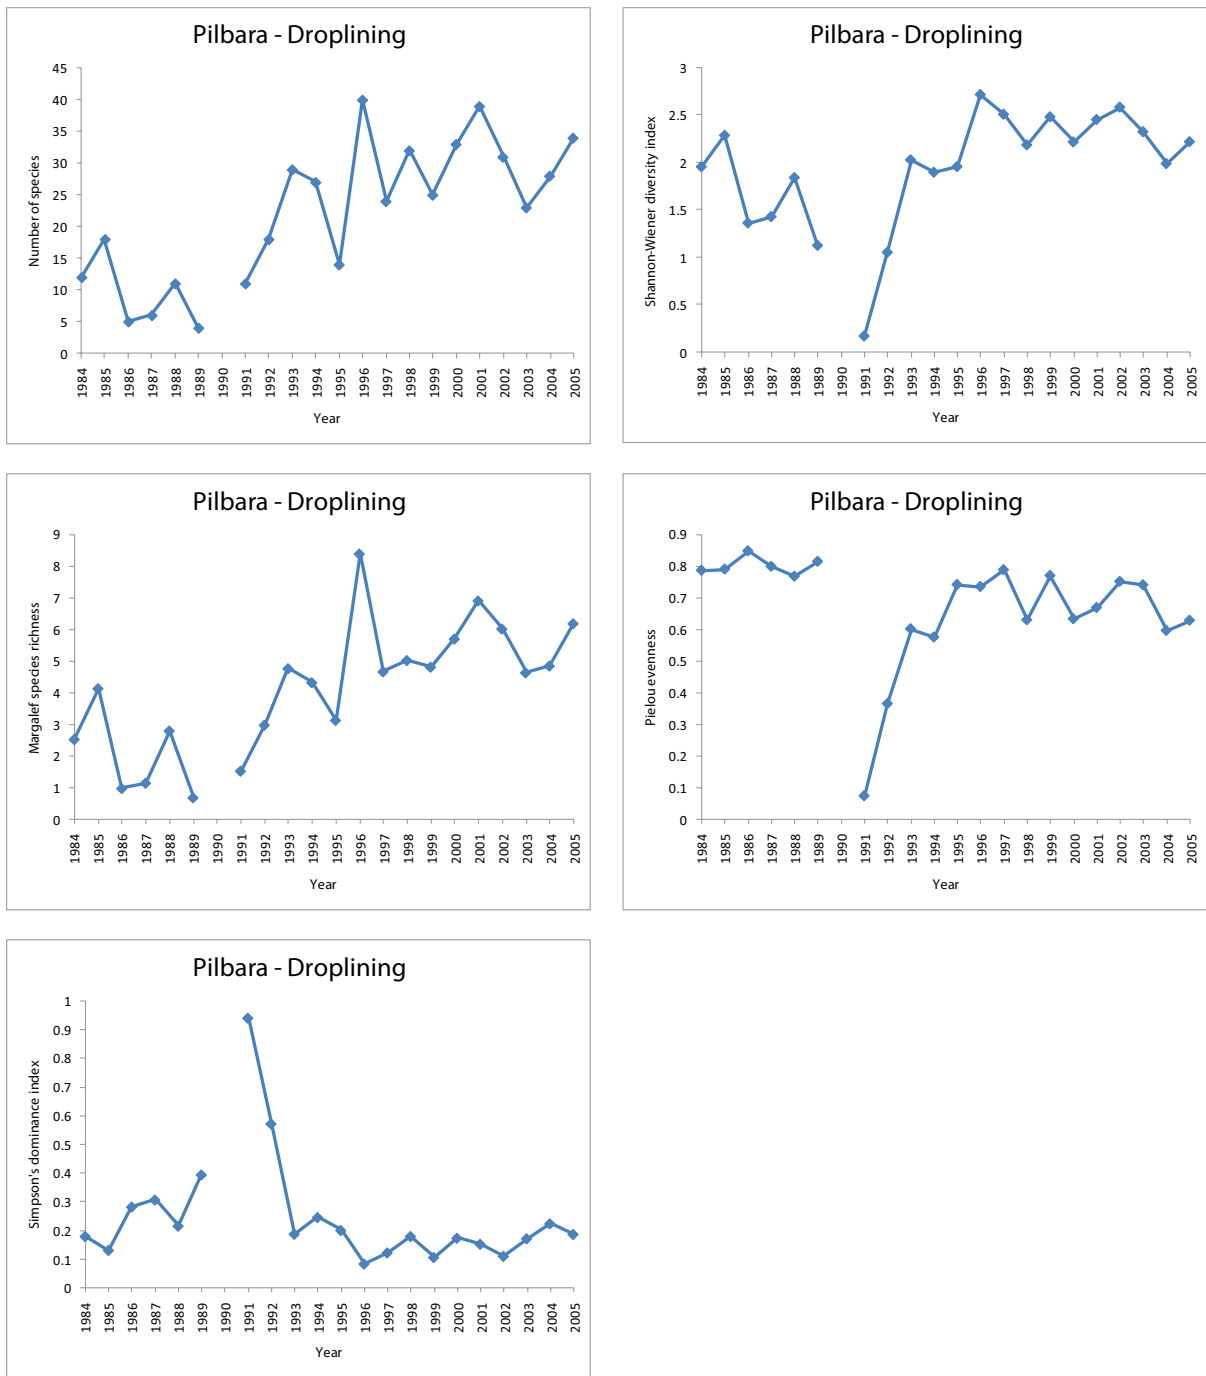 Pilbara - Droplining
Number of species
45
40
35
30
25
20
15
10
5
0
1984 1985 1986 1987 1988 1989 1990 1991 1992 1993 1994 1995 1996 1997 1998 1999 2000 2001 2002 2003 2004 2005
Year
Pilbara - Droplining
Shannon-Wiener diversity index
3
2.5
2
1.5
1
0.5
0
1984 1985 1986 1987 1988 1989 1990 1991 1992 1993 1994 1995 1996 1997 1998 1999 2000 2001 2002 2003 2004 2005
Year
Pilbara - Droplining
Margalef species richness
9
8
7
6
5
4
3
2
1
0
1984 1985 1986 1987 1988 1989 1990 1991 1992 1993 1994 1995 1996 1997 1998 1999 2000 2001 2002 2003 2004 2005
Year
Pilbara - Droplining
Pielou evenness
0.9
0.8
0.7
0.6
0.5
0.4
0.3
0.2
0.1
0
1984 1985 1986 1987 1988 1989 1990 1991 1992 1993 1994 1995 1996 1997 1998 1999 2000 2001 2002 2003 2004 2005
Year
Pilbara - Droplining
Simpson's dominance index
1
0.9
0.8
0.7
0.6
0.5
0.4
0.3
0.2
0.1
0
1984 1985 1986 1987 1988 1989 1990 1991 1992 1993 1994 1995 1996 1997 1998 1999 2000 2001 2002 2003 2004 2005
Year